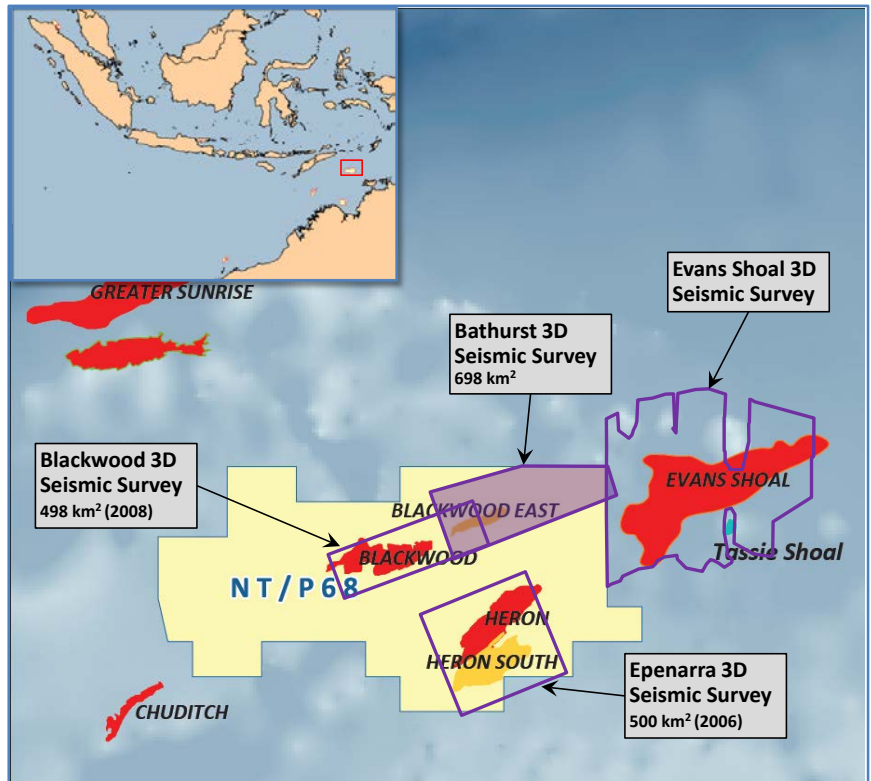 GREATER SUNRISE
Evans Shoal 3D
Seismic Survey
Bathurst 3D
Seismic Survey
698 km²
Blackwood 3D
Seismic Survey
498 km² (2008)
EVANS SHOAL
BLACKWOOD EAST
Tassie Shoal
BLACKWOOD
NT/P68
HERON
HERON SOUTH
Epenarra 3D
Seismic Survey
500 km² (2006)
CHUDITCH